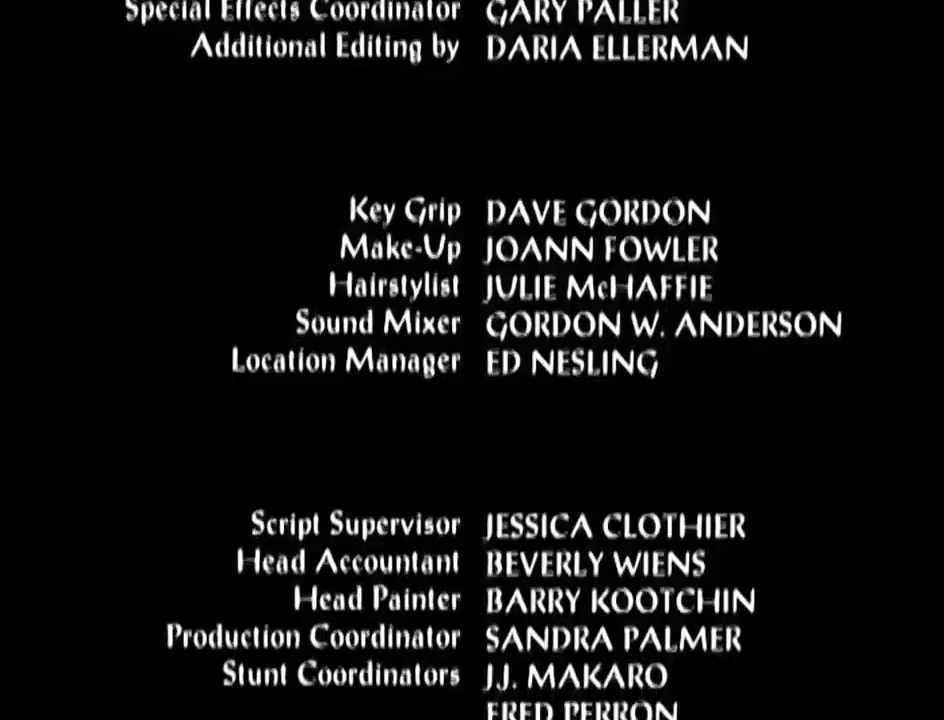 Special Effects Coordinator GARY PALLER
Additional Editing by DARIA ELLERMAN
Key Grip DAVE GORDON
Make-Up JOANN FOWLER
Hairstylist JULIE McHAFFIE
Sound Mixer GORDON W. ANDERSON
Location Manager ED NESLING
Script Supervisor JESSICA CLOTHIER
Head Accountant BEVERLY WIENS
Head Painter BARRY KOOTCHIN
Production Coordinator SANDRA PALMER
Stunt Coordinators J.J. MAKARO
FRED PERRON